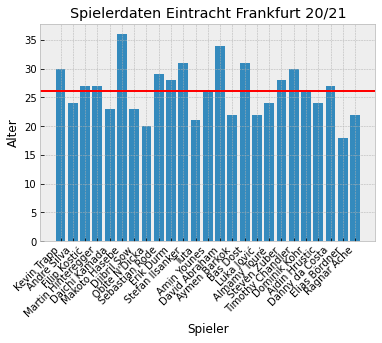 Spielerdaten Eintracht Frankfurt 20/21
Alter
35
30
25
20
15
10
5
0
Kevin Trapp
André Silva
Filip Kostić
Martin Hinteregger
Daichi Kamada
Makoto Hasebe
Djibril Sow
Obite N'Dicka
Sebastian Rode
Erik Durm
Stefan Ilsanker
Tuta
Amin Younes
David Abraham
Aymen Barkok
Bas Dost
Luka Jović
Almamy Touré
Steven Zuber
Timothy Chandler
Dominik Kohr
Ajdin Hrustic
Danny da Costa
Elias Bördner
Ragnar Ache
Spieler